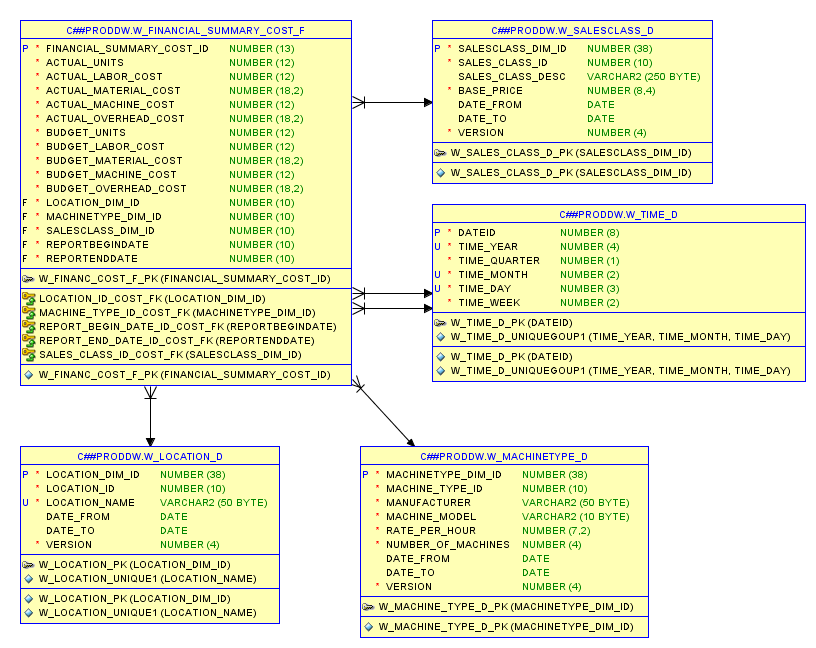 C##PRODDW.W_FINANCIAL_SUMMARY_COST_F
P * FINANCIAL_SUMMARY_COST_ID NUMBER (13)
* ACTUAL_UNITS NUMBER (12)
* ACTUAL_LABOR_COST NUMBER (12)
* ACTUAL_MATERIAL_COST NUMBER (18,2)
* ACTUAL_MACHINE_COST NUMBER (12)
* ACTUAL_OVERHEAD_COST NUMBER (18,2)
* BUDGET_UNITS NUMBER (12)
* BUDGET_LABOR_COST NUMBER (12)
* BUDGET_MATERIAL_COST NUMBER (18,2)
* BUDGET_MACHINE_COST NUMBER (12)
* BUDGET_OVERHEAD_COST NUMBER (18,2)
F * LOCATION_DIM_ID NUMBER (10)
F * MACHINETYPE_DIM_ID NUMBER (10)
F * SALESCLASS_DIM_ID NUMBER (10)
F * REPORTBEGINDATE NUMBER (10)
F * REPORTENDDATE NUMBER (10)
W_FINANC_COST_F_PK (FINANCIAL_SUMMARY_COST_ID)
LOCATION_ID_COST_FK (LOCATION_DIM_ID)
MACHINE_TYPE_ID_COST_FK (MACHINETYPE_DIM_ID)
REPORT_BEGIN_DATE_ID_COST_FK (REPORTBEGINDATE)
REPORT_END_DATE_ID_COST_FK (REPORTENDDATE)
SALES_CLASS_ID_COST_FK (SALESCLASS_DIM_ID)
W_FINANC_COST_F_PK (FINANCIAL_SUMMARY_COST_ID)
C##PRODDW.W_SALESCLASS_D
P * SALESCLASS_DIM_ID NUMBER (38)
* SALES_CLASS_ID NUMBER (10)
SALES_CLASS_DESC VARCHAR2 (250 BYTE)
* BASE_PRICE NUMBER (8,4)
DATE_FROM DATE
DATE_TO DATE
* VERSION NUMBER (4)
W_SALES_CLASS_D_PK (SALESCLASS_DIM_ID)
W_SALES_CLASS_D_PK (SALESCLASS_DIM_ID)
C##PRODDW.W_TIME_D
P * DATEID NUMBER (8)
U * TIME_YEAR NUMBER (4)
* TIME_QUARTER NUMBER (1)
U * TIME_MONTH NUMBER (2)
U * TIME_DAY NUMBER (3)
* TIME_WEEK NUMBER (2)
W_TIME_D_PK (DATEID)
W_TIME_D_UNIQUEGOUP1 (TIME_YEAR, TIME_MONTH, TIME_DAY)
W_TIME_D_PK (DATEID)
W_TIME_D_UNIQUEGOUP1 (TIME_YEAR, TIME_MONTH, TIME_DAY)
C##PRODDW.W_LOCATION_D
P * LOCATION_DIM_ID NUMBER (38)
* LOCATION_ID NUMBER (10)
U * LOCATION_NAME VARCHAR2 (50 BYTE)
DATE_FROM DATE
DATE_TO DATE
* VERSION NUMBER (4)
W_LOCATION_PK (LOCATION_DIM_ID)
W_LOCATION_UNIQUE1 (LOCATION_NAME)
W_LOCATION_PK (LOCATION_DIM_ID)
W_LOCATION_UNIQUE1 (LOCATION_NAME)
C##PRODDW.W_MACHINETYPE_D
P * MACHINETYPE_DIM_ID NUMBER (38)
* MACHINE_TYPE_ID NUMBER (10)
* MANUFACTURER VARCHAR2 (50 BYTE)
* MACHINE_MODEL VARCHAR2 (10 BYTE)
* RATE_PER_HOUR NUMBER (7,2)
* NUMBER_OF_MACHINES NUMBER (4)
DATE_FROM DATE
DATE_TO DATE
* VERSION NUMBER (4)
W_MACHINE_TYPE_D_PK (MACHINETYPE_DIM_ID)
W_MACHINE_TYPE_D_PK (MACHINETYPE_DIM_ID)